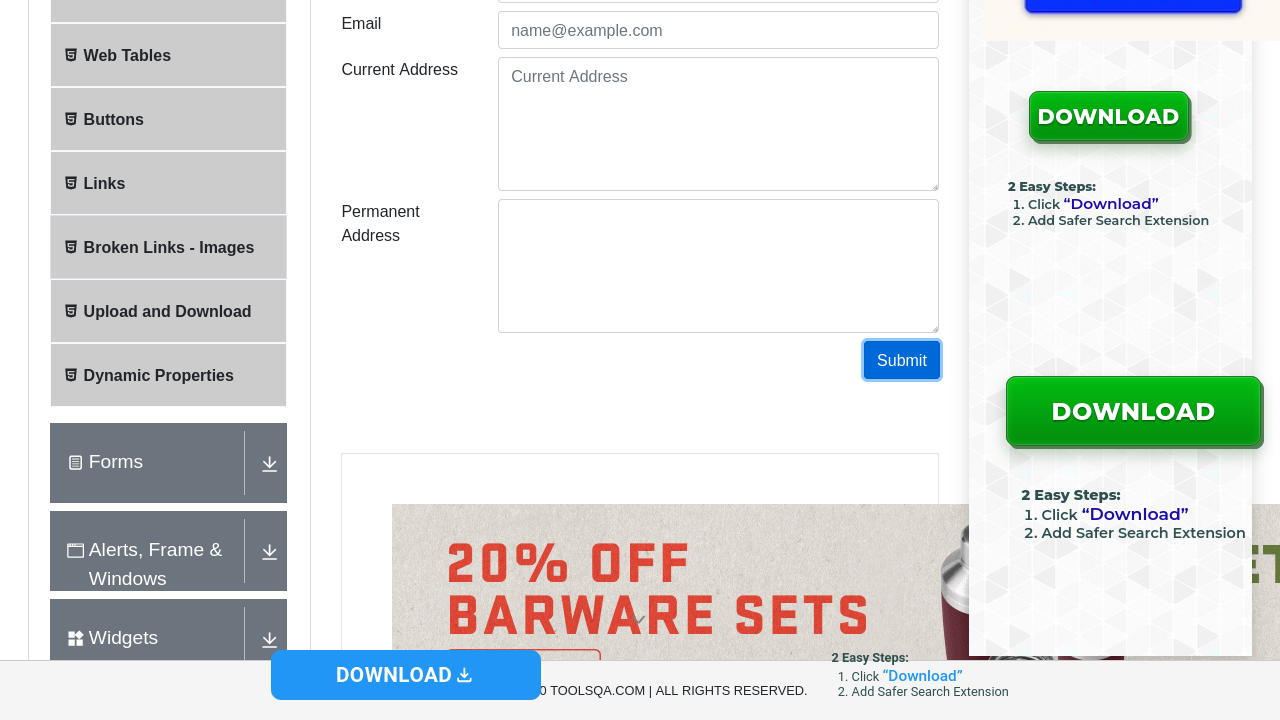 Web Tables
Buttons
Links
Broken Links - Images
Upload and Download
Dynamic Properties
Forms
Alerts, Frame &
Windows
Widgets
Email
name@example.com
Current Address
Current Address
Permanent
Address
Submit
20% OFF
BARWARE SETS
DOWNLOAD
2 Easy Steps:
1. Click “Download”
2. Add Safer Search Extension
DOWNLOAD
2 Easy Steps:
1. Click “Download”
2. Add Safer Search Extension
DOWNLOAD
0 TOOLSQA.COM | ALL RIGHTS RESERVED.
2 Easy Steps:
1. Click “Download”
2. Add Safer Search Extension